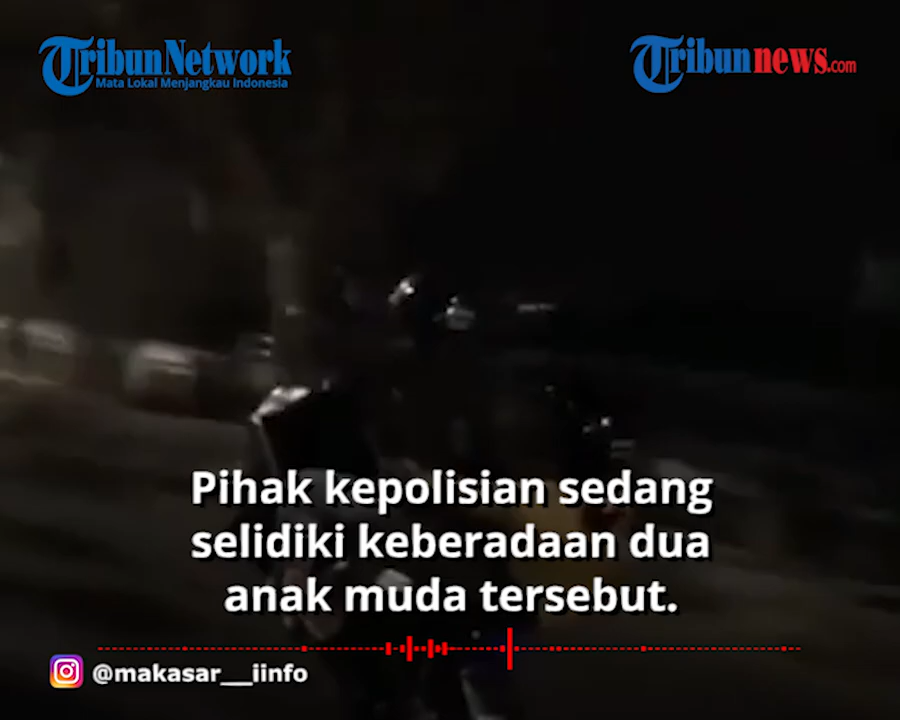 TribunNetwork
Mata Lokal Menjangkau Indonesia
Tribunnews.com
Pihak kepolisian sedang
selidiki keberadaan dua
anak muda tersebut.
@makasar__iinfo